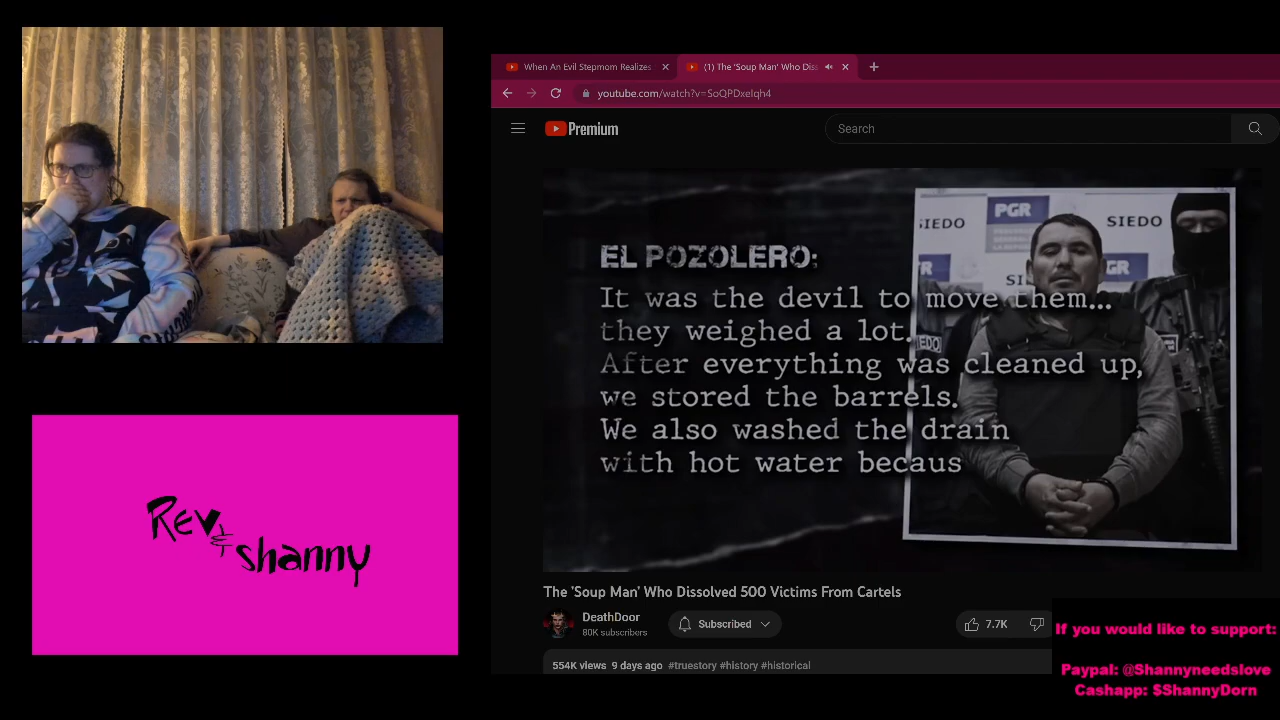 When An Evil Stepmom Realizes
(1) The 'Soup Man' Who Diss
youtube.com/watch?v=SoQPDxeIqh4
Premium
Search
SIEDO
PGR
SIEDO
EL POZOLERO:
It was the devil to move them...
they weighed a lot.
After everything was cleaned up,
we stored the barrels.
We also washed the drain
with hot water becaus
Rev
&
shanny
The 'Soup Man' Who Dissolved 500 Victims From Cartels
DeathDoor
80K subscribers
Subscribed
7.7K
554K views 9 days ago #truestory #history #historical
If you would like to support:
Paypal: @Shannyneedslove
Cashapp: $ShannyDorn